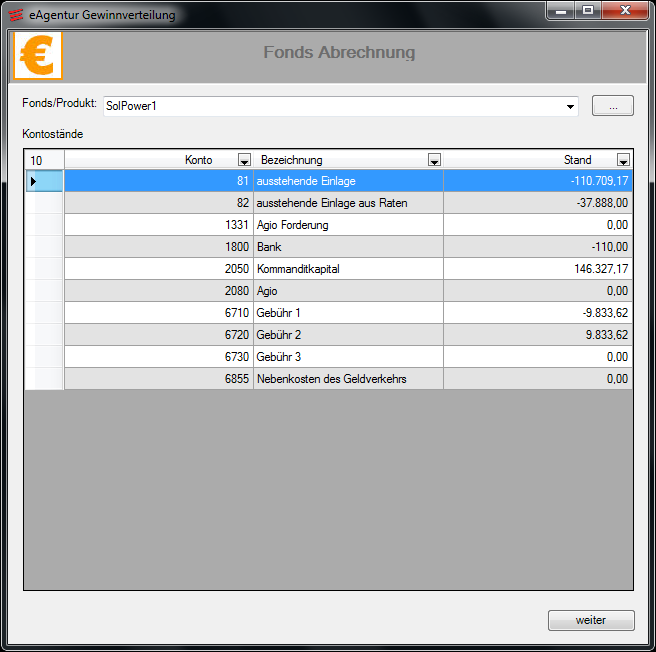 eAgentur Gewinnverteilung
€
Fonds Abrechnung
Fonds/Produkt: SolPower1 ...
Kontostände
10 Konto Bezeichnung Stand
81 ausstehende Einlage -110.709,17
82 ausstehende Einlage aus Raten -37.888,00
1331 Agio Forderung 0,00
1800 Bank -110,00
2050 Kommanditkapital 146.327,17
2080 Agio 0,00
6710 Gebühr 1 -9.833,62
6720 Gebühr 2 9.833,62
6730 Gebühr 3 0,00
6855 Nebenkosten des Geldverkehrs 0,00
weiter